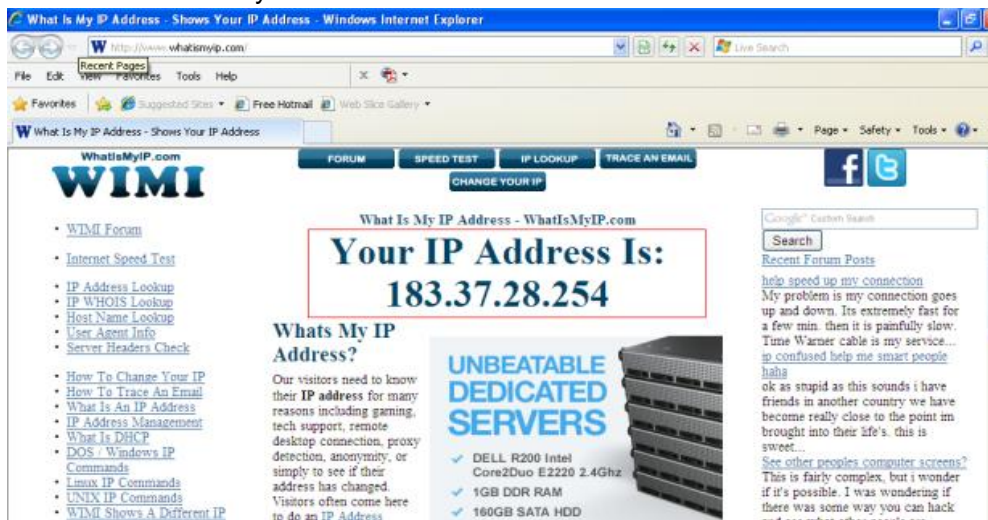 What Is My IP Address - Shows Your IP Address - Windows Internet Explorer
http://www.whatismyip.com/
Live Search
Recent Pages
File Edit View Favorites Tools Help
Favorites Suggested Sites Free Hotmail Web Slice Gallery
What Is My IP Address - Shows Your IP Address
Page Safety Tools
WhatIsMyIP.com
WIMI
FORUM SPEED TEST IP LOOKUP TRACE AN EMAIL
CHANGE YOUR IP
WIMI Forum
Internet Speed Test
IP Address Lookup
IP WHOIS Lookup
Host Name Lookup
User Agent Info
Server Headers Check
How To Change Your IP
How To Trace An Email
What Is An IP Address
IP Address Management
What Is DHCP
DOS / Windows IP
Commands
Linux IP Commands
UNIX IP Commands
WIMI Shows A Different IP
What Is My IP Address - WhatIsMyIP.com
Your IP Address Is:
183.37.28.254
Whats My IP
Address?
Our visitors need to know
their IP address for many
reasons including gaming,
tech support, remote
desktop connection, proxy
detection, anonymity, or
simply to see if their
address has changed.
Visitors often come here
to do an IP Address
UNBEATABLE
DEDICATED
SERVERS
DELL R200 Intel
Core2Duo E2220 2.4Ghz
1GB DDR RAM
160GB SATA HDD
Google Custom Search
Search
Recent Forum Posts
help speed up my connection
My problem is my connection goes
up and down. Its extremely fast for
a few min. then it is painfully slow.
Time Warner cable is my service...
ip confused help me smart people
haha
ok as stupid as this sounds i have
friends in another country we have
become really close to the point im
brought into their life's. this is
sweet...
See other peoples computer screens?
This is fairly complex, but i wonder
if it's possible. I was wondering if
there was some way you can hack